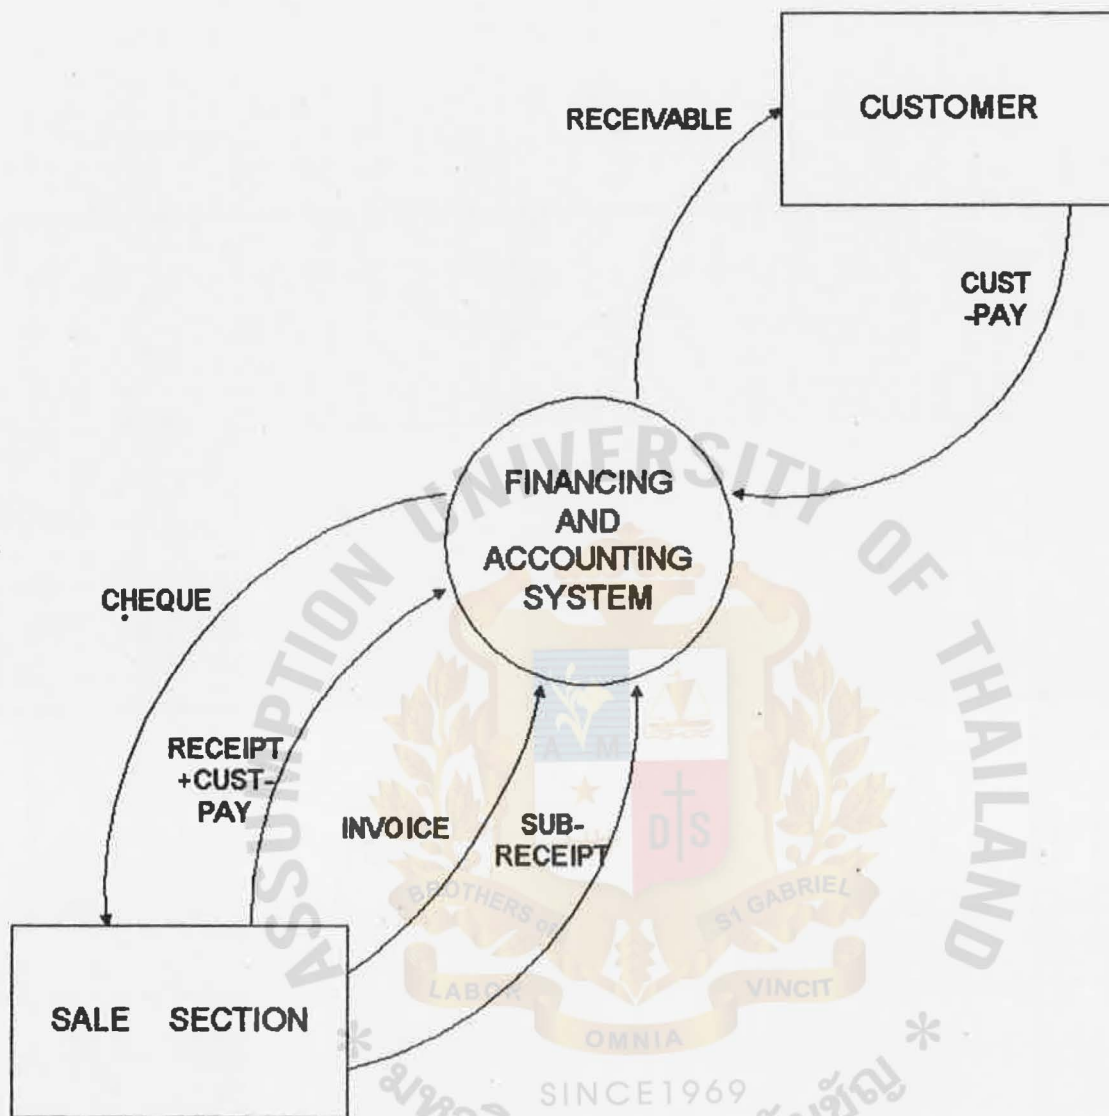 CUSTOMER
RECEIVABLE
CUST
-PAY
FINANCING
AND
ACCOUNTING
SYSTEM
CHEQUE
RECEIPT
+CUST-
PAY
INVOICE
SUB-
RECEIPT
SALE SECTION
ASSUMPTION UNIVERSITY OF THAILAND
A M
D S
BROTHERS of
ST GABRIEL
LABOR
VINCIT
OMNIA
SINCE1969